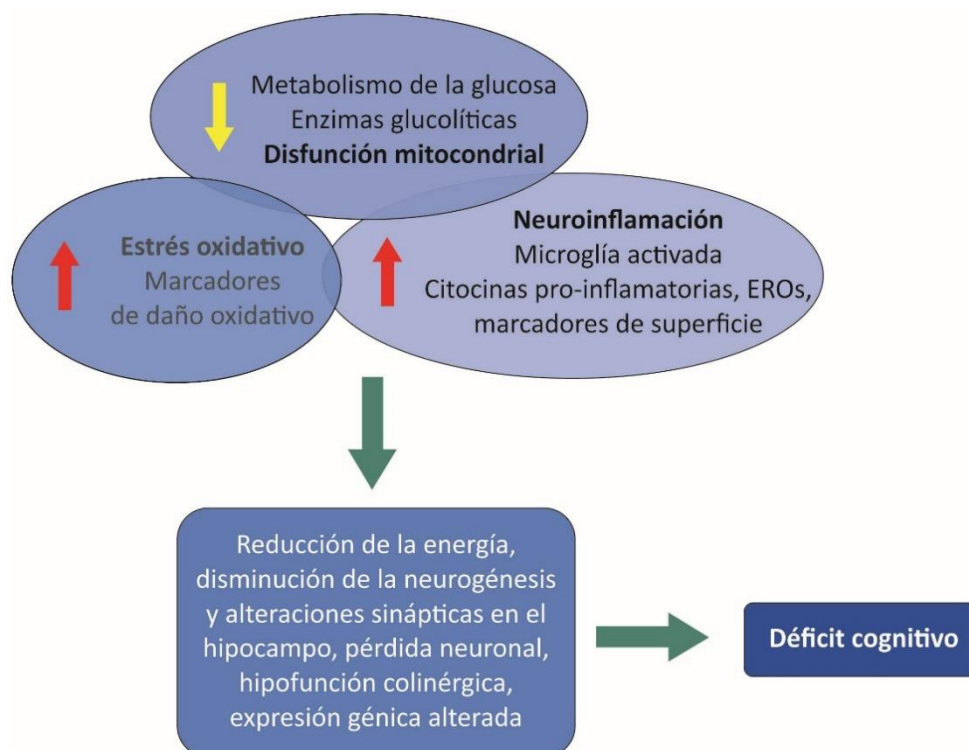 Metabolismo de la glucosa
Enzimas glucolíticas
Disfunción mitocondrial
Estrés oxidativo
Marcadores
de daño oxidativo
Neuroinflamación
Microglía activada
Citocinas pro-inflamatorias, EROs,
marcadores de superficie
Reducción de la energía,
disminución de la neurogénesis
y alteraciones sinápticas en el
hipocampo, pérdida neuronal,
hipofunción colinérgica,
expresión génica alterada
Déficit cognitivo